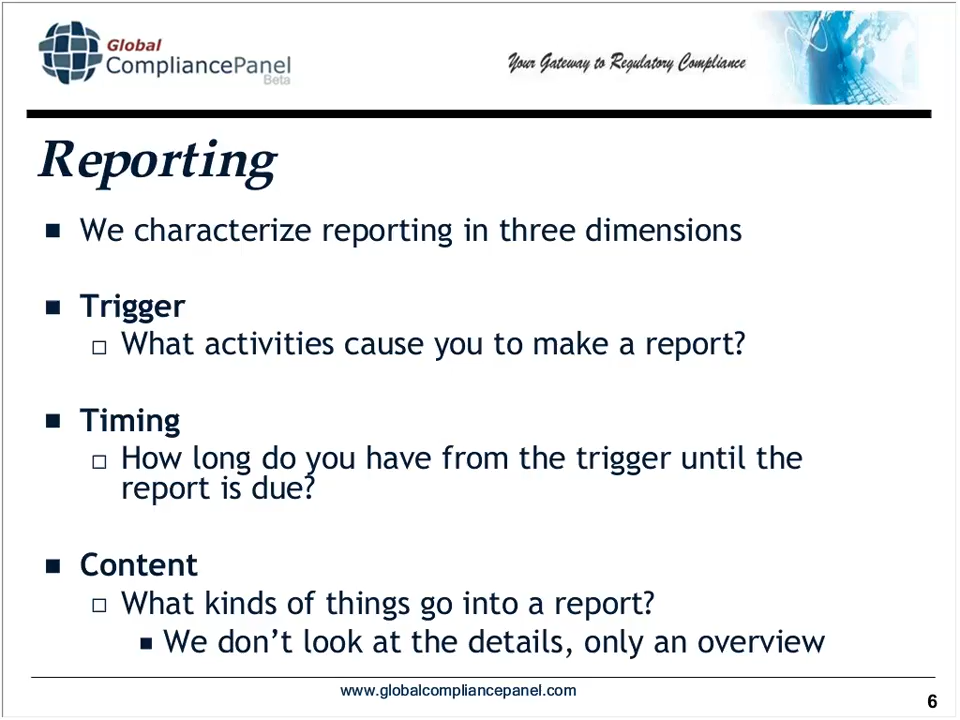 Global
CompliancePanel
Beta
Your Gateway to Regulatory Compliance
Reporting
We characterize reporting in three dimensions
Trigger
What activities cause you to make a report?
Timing
How long do you have from the trigger until the
report is due?
Content
What kinds of things go into a report?
We don’t look at the details, only an overview
www.globalcompliancepanel.com
6